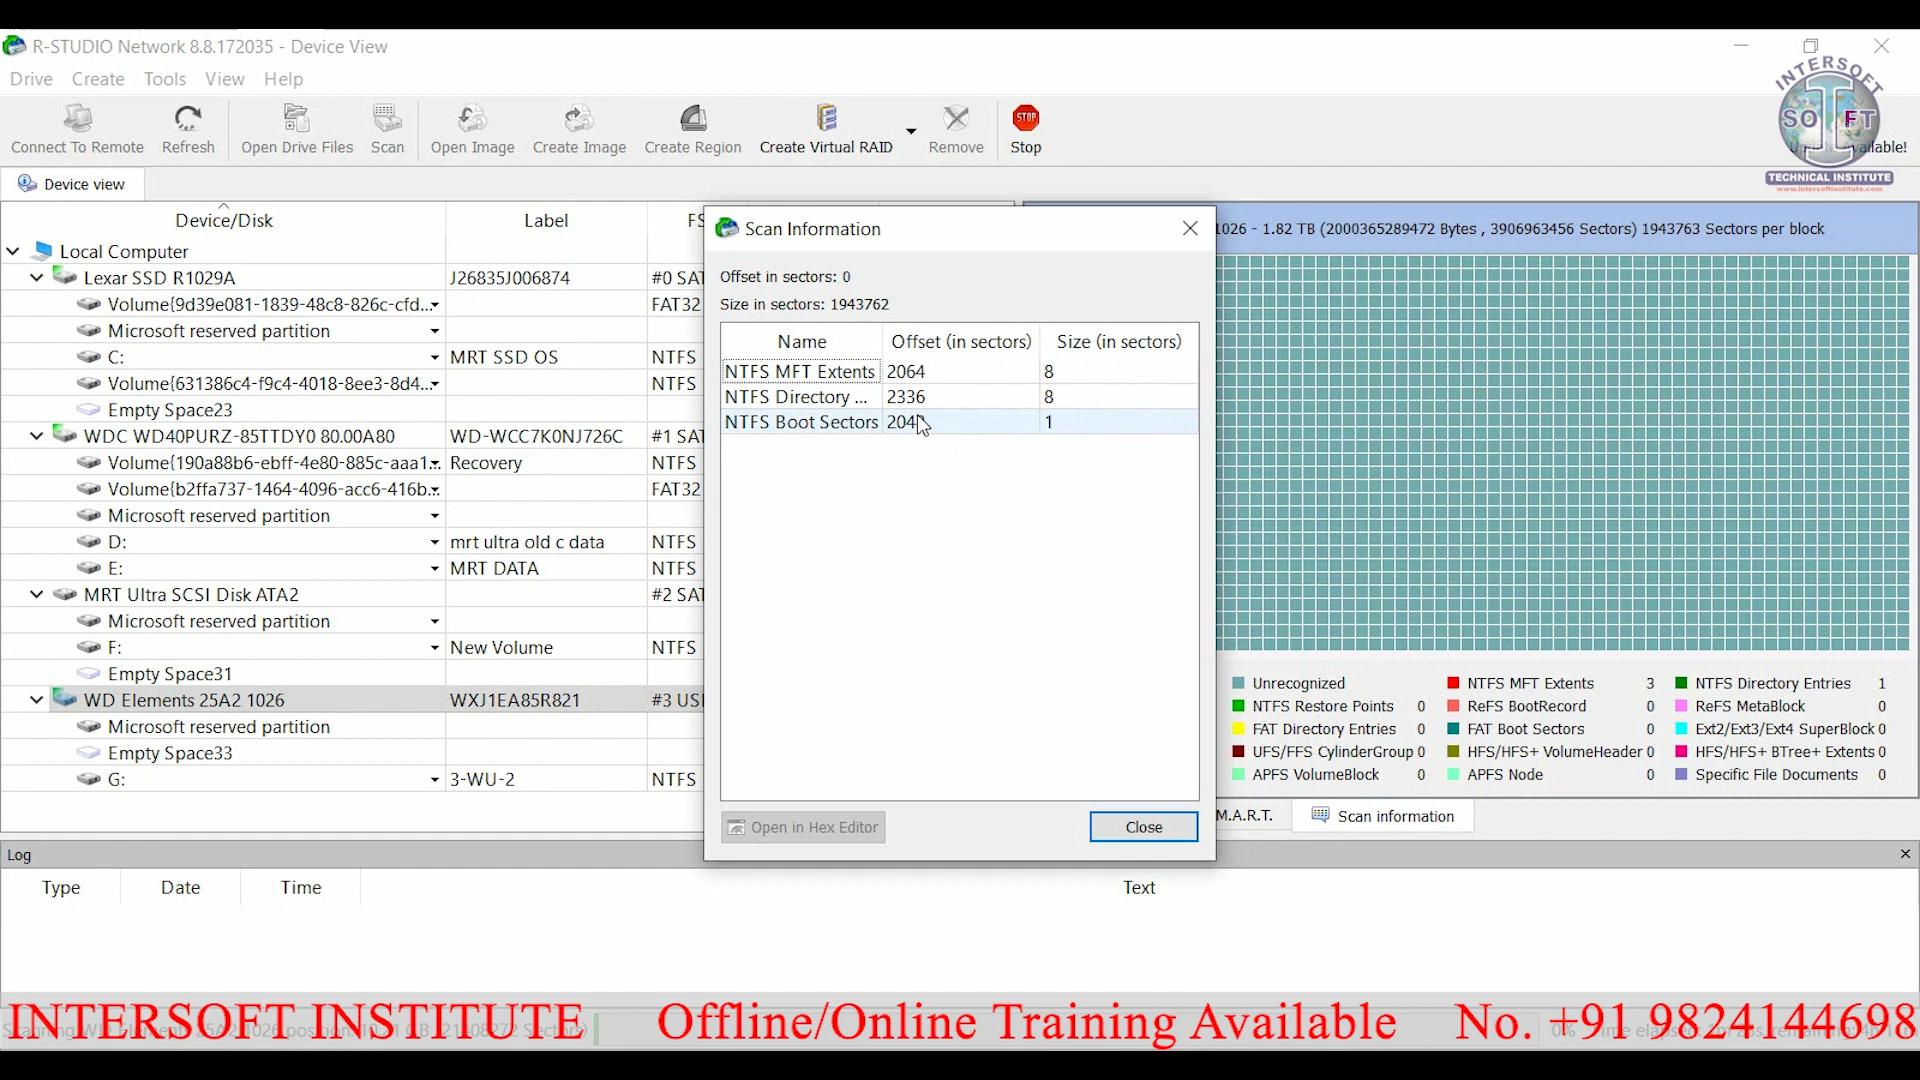 R-STUDIO Network 8.8.172035 - Device View
Drive Create Tools View Help
Connect To Remote Refresh Open Drive Files Scan Open Image Create Image Create Region Create Virtual RAID Remove Stop
INTERSOFT
TECHNICAL INSTITUTE
www.intersoftinstitute.com
Device view
Device/Disk Label FS
Local Computer
Lexar SSD R1029A J26835J006874 #0 SAT
Volume{9d39e081-1839-48c8-826c-cfd... FAT32
Microsoft reserved partition
C: MRT SSD OS NTFS
Volume{631386c4-f9c4-4018-8ee3-8d4... NTFS
Empty Space23
WDC WD40PURZ-85TTDY0 80.00A80 WD-WCC7K0NJ726C #1 SAT
Volume{190a88b6-ebff-4e80-885c-aaa1... Recovery NTFS
Volume{b2ffa737-1464-4096-acc6-416b... FAT32
Microsoft reserved partition
D: mrt ultra old c data NTFS
E: MRT DATA NTFS
MRT Ultra SCSI Disk ATA2 #2 SAT
Microsoft reserved partition
F: New Volume NTFS
Empty Space31
WD Elements 25A2 1026 WXJ1EA85R821 #3 USI
Microsoft reserved partition
Empty Space33
G: 3-WU-2 NTFS
Scan Information
Offset in sectors: 0
Size in sectors: 1943762
Name Offset (in sectors) Size (in sectors)
NTFS MFT Extents 2064 8
NTFS Directory ... 2336 8
NTFS Boot Sectors 204 1
Open in Hex Editor Close
1026 - 1.82 TB (2000365289472 Bytes , 3906963456 Sectors) 1943763 Sectors per block
Unrecognized NTFS MFT Extents 3 NTFS Directory Entries 1
NTFS Restore Points 0 ReFS BootRecord 0 ReFS MetaBlock 0
FAT Directory Entries 0 FAT Boot Sectors 0 Ext2/Ext3/Ext4 SuperBlock 0
UFS/FFS CylinderGroup 0 HFS/HFS+ VolumeHeader 0 HFS/HFS+ BTree+ Extents 0
APFS VolumeBlock 0 APFS Node 0 Specific File Documents 0
M.A.R.T. Scan information
Log
Type Date Time Text
INTERSOFT INSTITUTE Offline/Online Training Available No. +91 9824144698